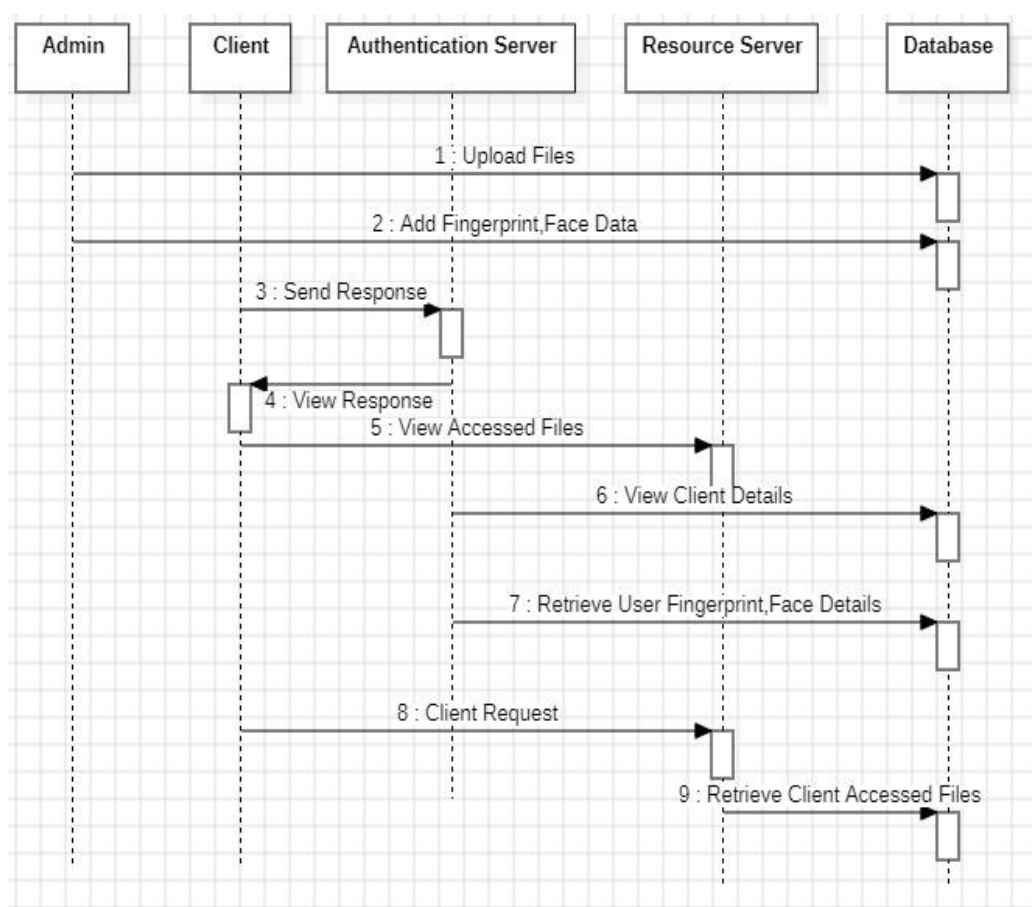 Admin
Client
Authentication Server
Resource Server
Database
1 : Upload Files
2 : Add Fingerprint,Face Data
3 : Send Response
4 : View Response
5 : View Accessed Files
6 : View Client Details
7 : Retrieve User Fingerprint,Face Details
8 : Client Request
9 : Retrieve Client Accessed Files